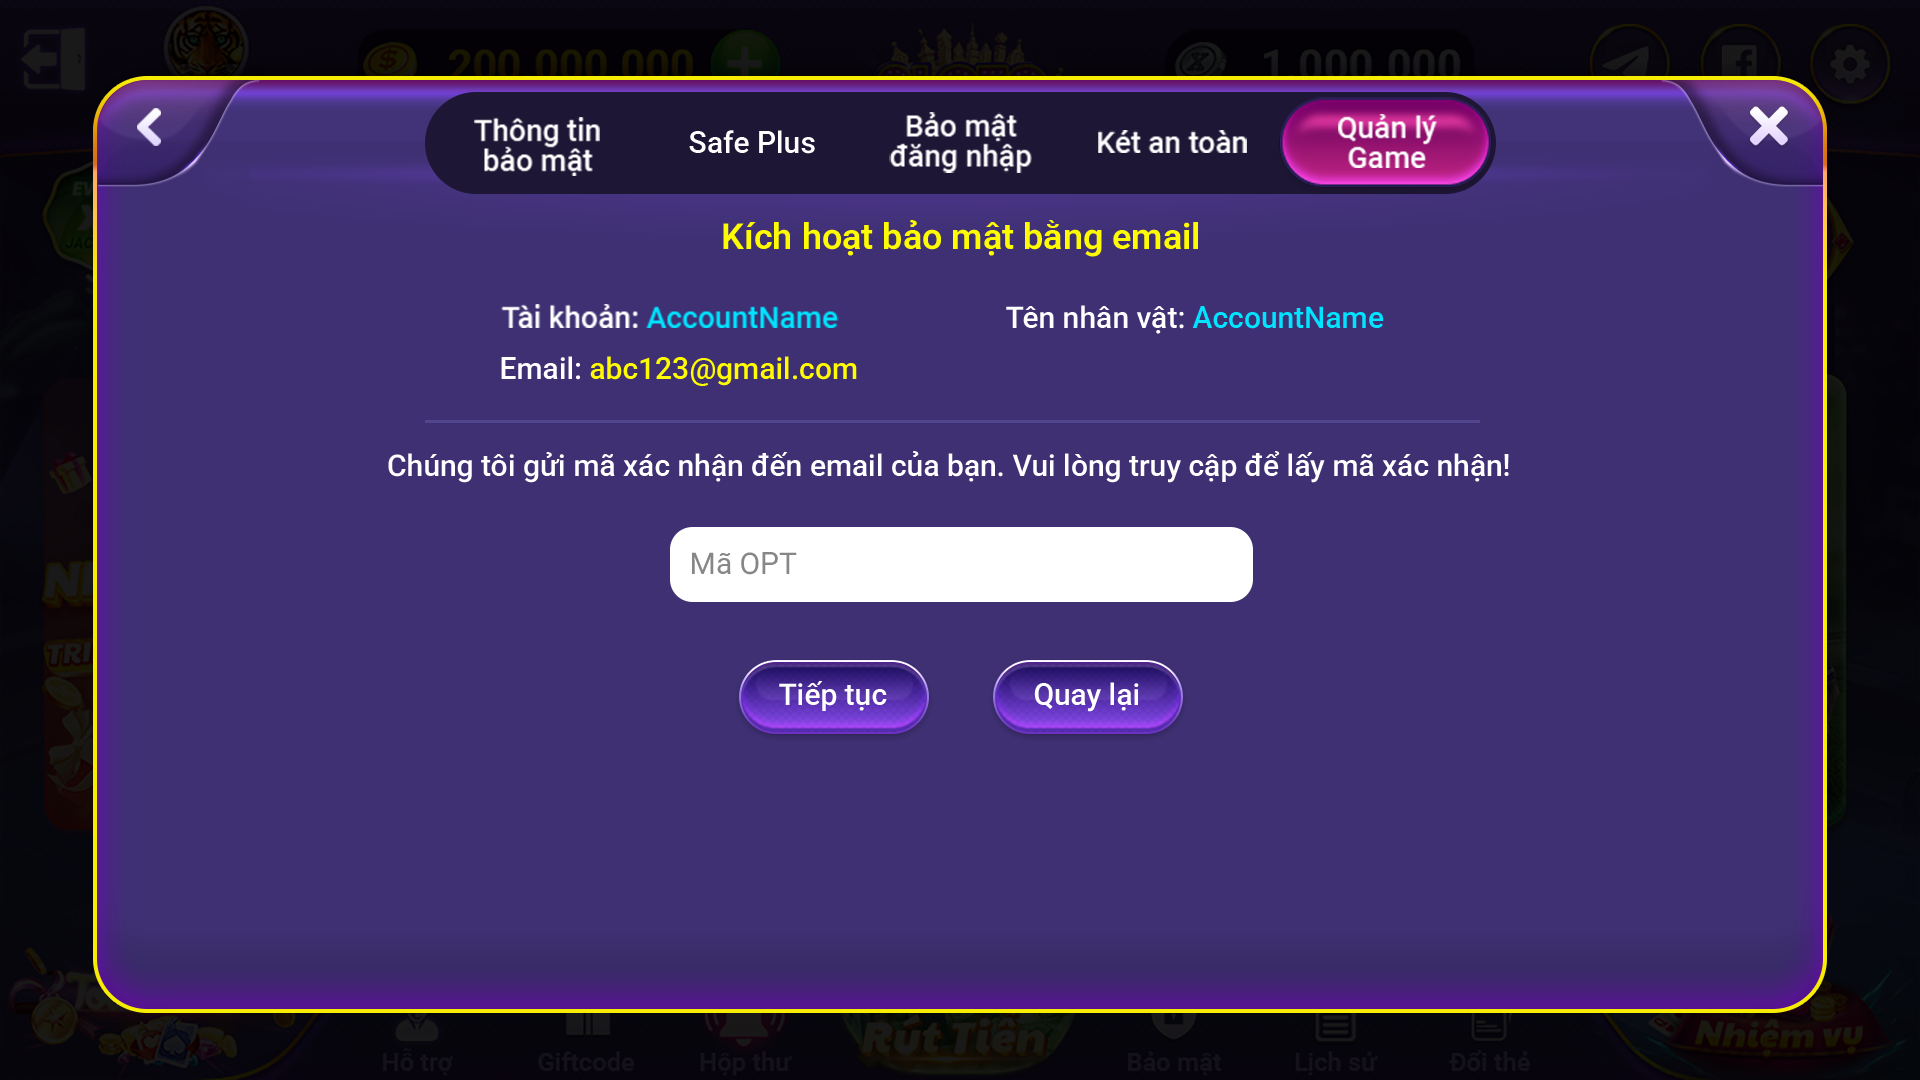 200.000.000
1.000.000
Thông tin
bảo mật
Safe Plus
Bảo mật
đăng nhập
Két an toàn
Quản lý
Game
Kích hoạt bảo mật bằng email
Tài khoản: AccountName
Tên nhân vật: AccountName
Email: abc123@gmail.com
Chúng tôi gửi mã xác nhận đến email của bạn. Vui lòng truy cập để lấy mã xác nhận!
Mã OPT
Tiếp tục
Quay lại
Hỗ trợ
Giftcode
Hộp thư
Rút Tiền
Bảo mật
Lịch sử
Đổi thẻ
Nhiệm vụ